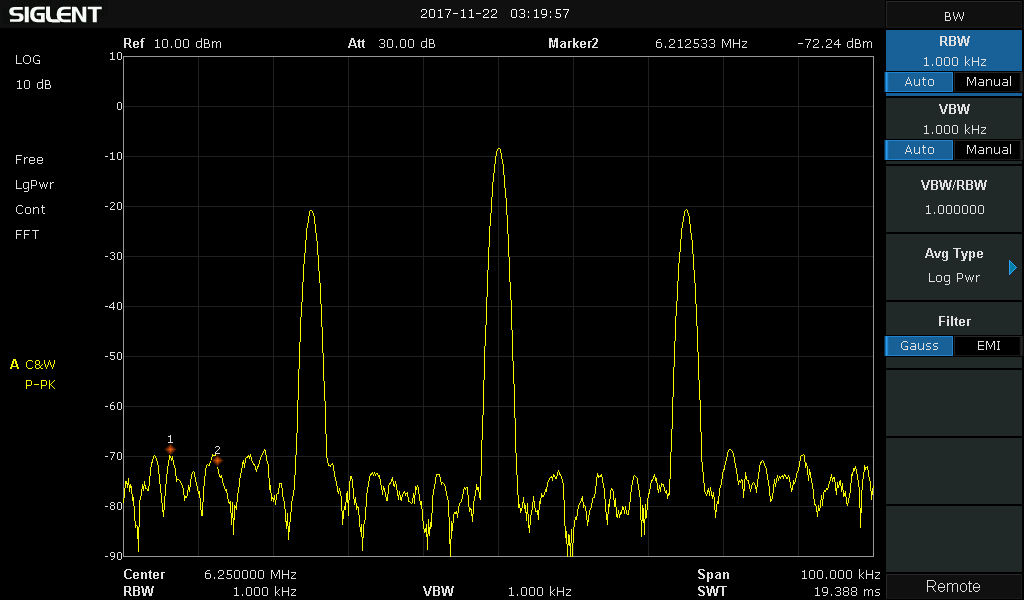 SIGLENT 2017-11-22 03:19:57
Ref 10.00 dBm Att 30.00 dB Marker2 6.212533 MHz -72.24 dBm
LOG
10 dB
Free
LgPwr
Cont
FFT
A C&W
P-PK
10
0
-10
-20
-30
-40
-50
-60
-70
-80
-90
1
2
Center 6.250000 MHz Span 100.000 kHz
RBW 1.000 kHz VBW 1.000 kHz SWT 19.388 ms
BW
RBW
1.000 kHz
Auto Manual
VBW
1.000 kHz
Auto Manual
VBW/RBW
1.000000
Avg Type
Log Pwr
Filter
Gauss EMI
Remote